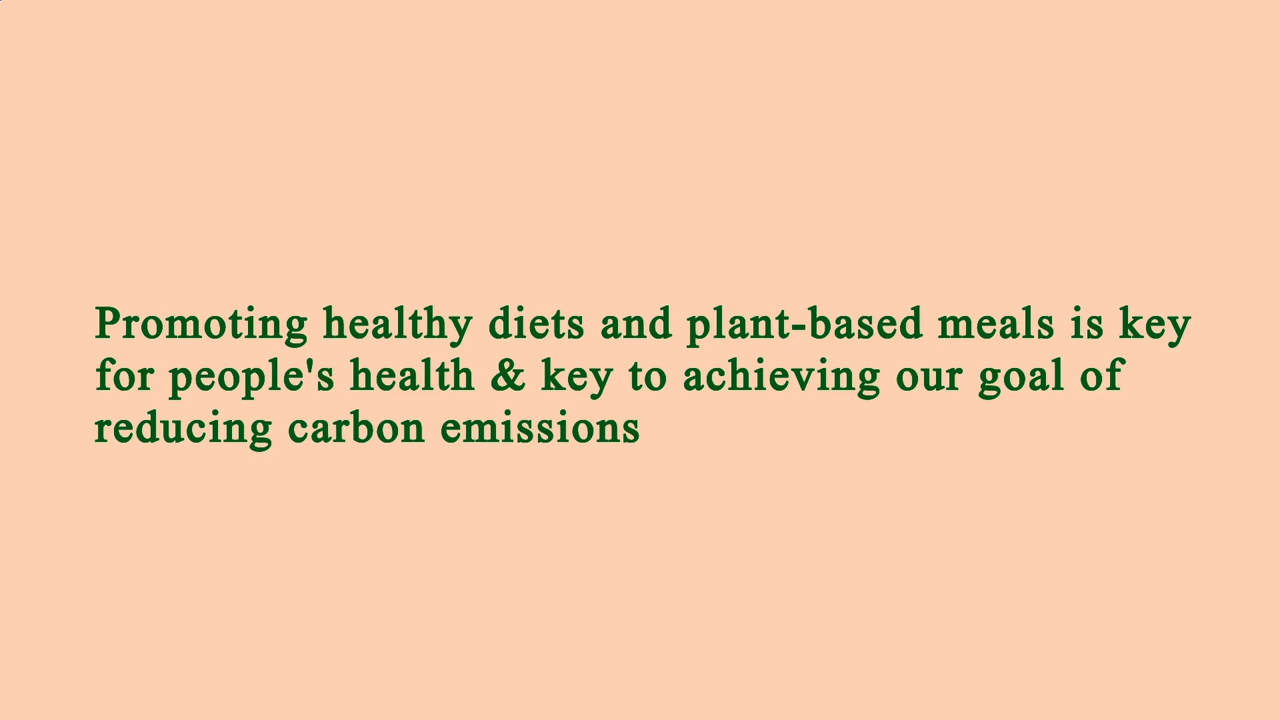 Promoting healthy diets and plant-based meals is key
for people's health & key to achieving our goal of
reducing carbon emissions